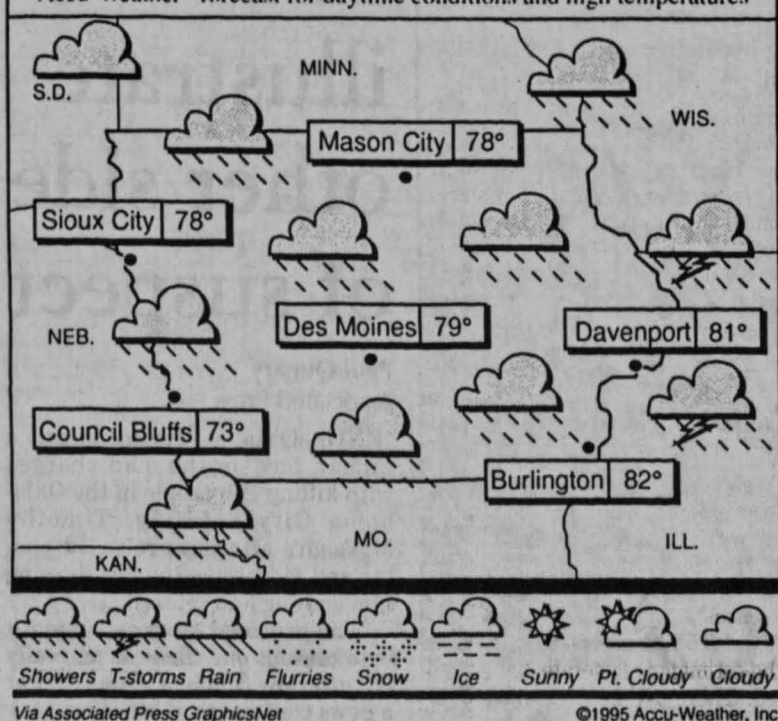 Accu-Weather® forecast for daytime conditions and high temperatures
MINN.
S.D.
WIS.
Mason City 78°
Sioux City 78°
NEB.
Des Moines 79°
Davenport 81°
Council Bluffs 73°
Burlington 82°
MO.
ILL.
KAN.
Showers T-storms Rain Flurries Snow Ice Sunny Pt. Cloudy Cloudy
Via Associated Press GraphicsNet ©1995 Accu-Weather, Inc.